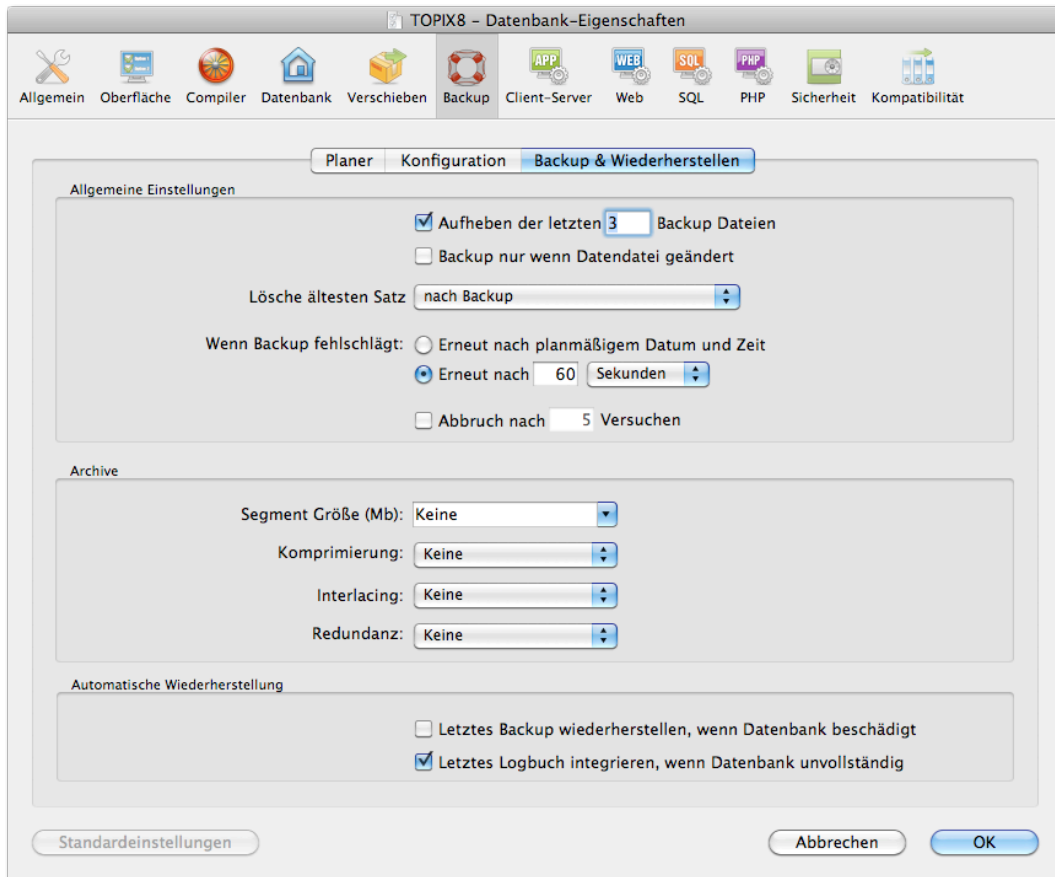 TOPIX8 – Datenbank-Eigenschaften
Allgemein Oberfläche Compiler Datenbank Verschieben Backup Client-Server Web SQL PHP Sicherheit Kompatibilität
APP WEB SQL PHP
Planer Konfiguration Backup & Wiederherstellen
Allgemeine Einstellungen
Aufheben der letzten 3 Backup Dateien
Backup nur wenn Datendatei geändert
Lösche ältesten Satz nach Backup
Wenn Backup fehlschlägt: Erneut nach planmäßigem Datum und Zeit
Erneut nach 60 Sekunden
Abbruch nach 5 Versuchen
Archive
Segment Größe (Mb): Keine
Komprimierung: Keine
Interlacing: Keine
Redundanz: Keine
Automatische Wiederherstellung
Letztes Backup wiederherstellen, wenn Datenbank beschädigt
Letztes Logbuch integrieren, wenn Datenbank unvollständig
Standardeinstellungen Abbrechen OK